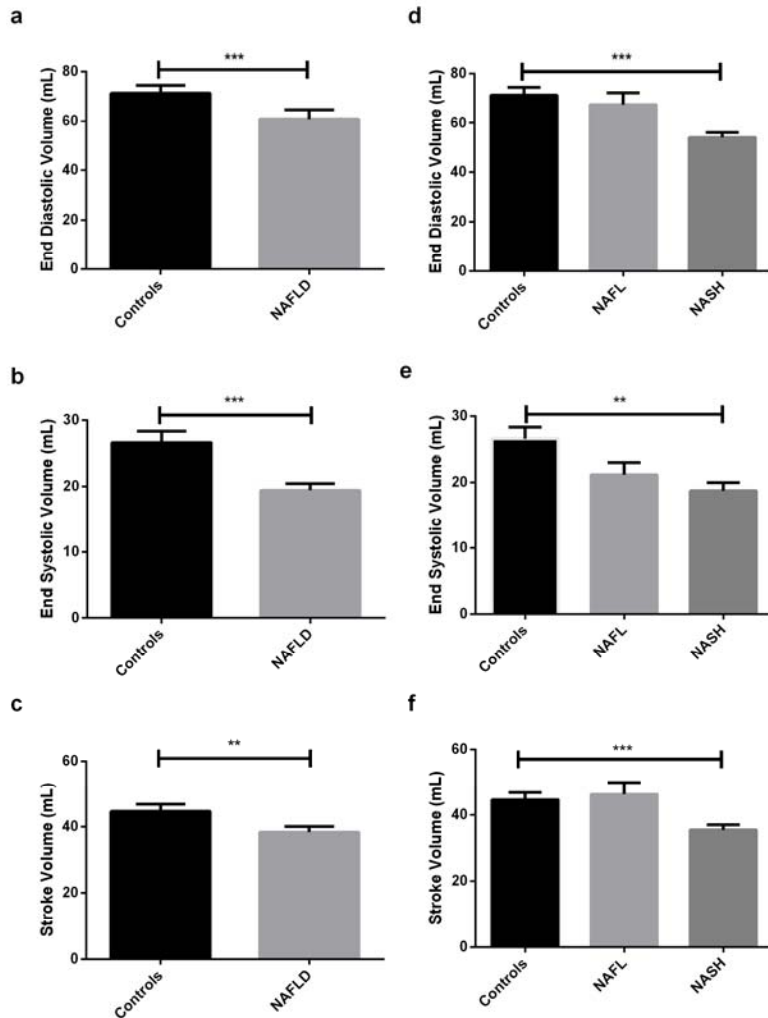 a
***
End Diastolic Volume (mL)
80
60
40
20
0
Controls
NAFLD
b
***
End Systolic Volume (mL)
30
20
10
0
Controls
NAFLD
c
**
Stroke Volume (mL)
60
40
20
0
Controls
NAFLD
d
***
End Diastolic Volume (mL)
80
60
40
20
0
Controls
NAFL
NASH
e
**
End Systolic Volume (mL)
30
20
10
0
Controls
NAFL
NASH
f
***
Stroke Volume (mL)
60
40
20
0
Controls
NAFL
NASH